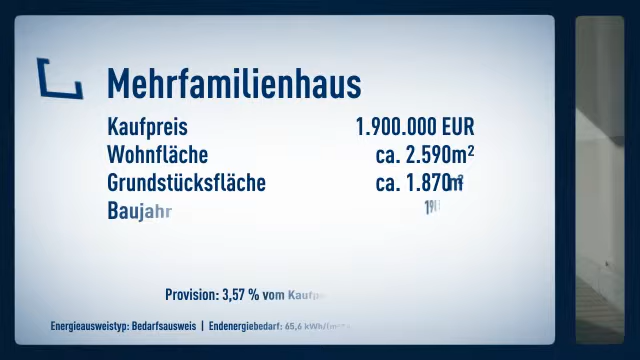 Mehrfamilienhaus
Kaufpreis 1.900.000 EUR
Wohnfläche ca. 2.590m²
Grundstücksfläche ca. 1.870m²
Baujahr
Provision: 3,57 % vom
Energieausweistyp: Bedarfsausweis | Endenergiebedarf: 65,6